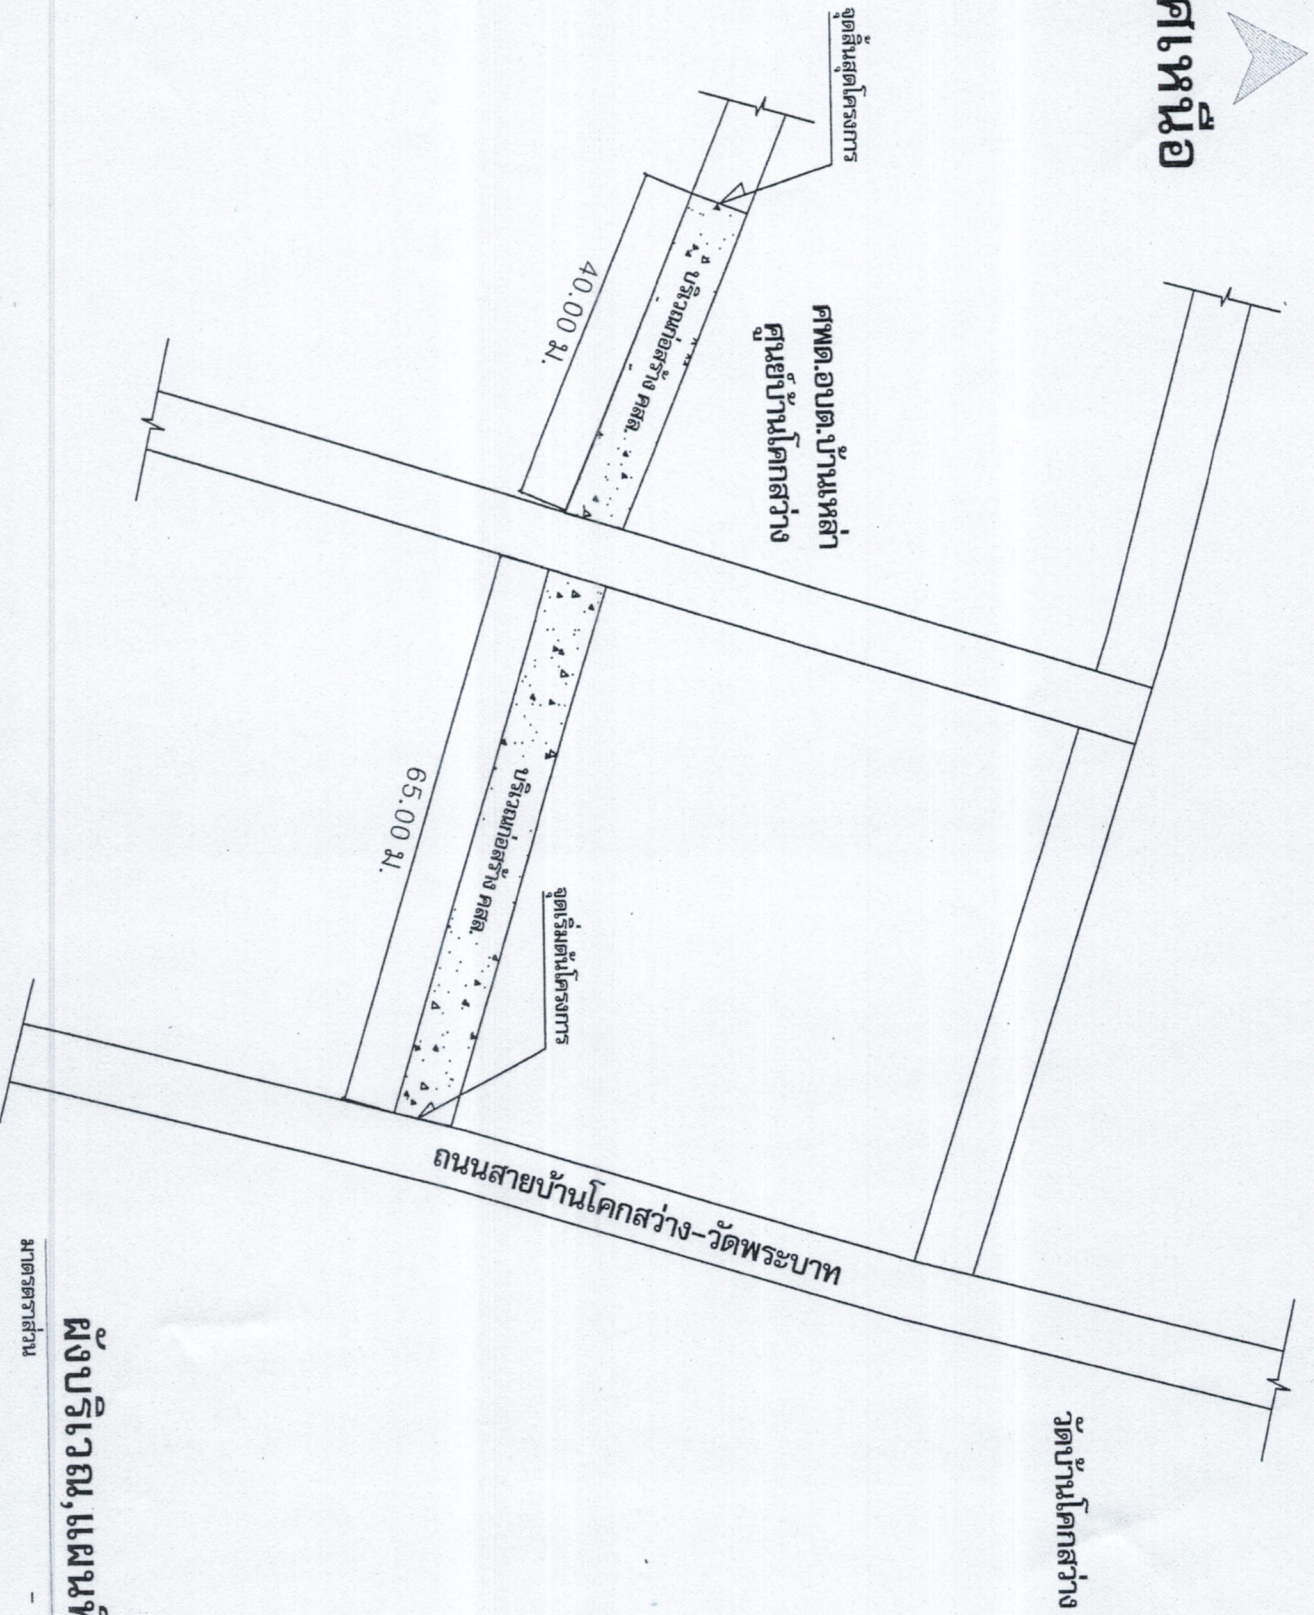 ศเหนือ
จุดสิ้นสุดโครงการ
วัดบ้านโคกสว่าง
ศพด.อบต.บ้านเหล่า
ศูนย์บ้านโคกสว่าง
บริเวณก่อสร้าง คสล.
40.00 ม.
จุดเริ่มต้นโครงการ
บริเวณก่อสร้าง คสล.
65.00 ม.
ถนนสายบ้านโคกสว่าง-วัดพระบาท
ผังบริเวณ,แผนที
มาตรตราส่วน -